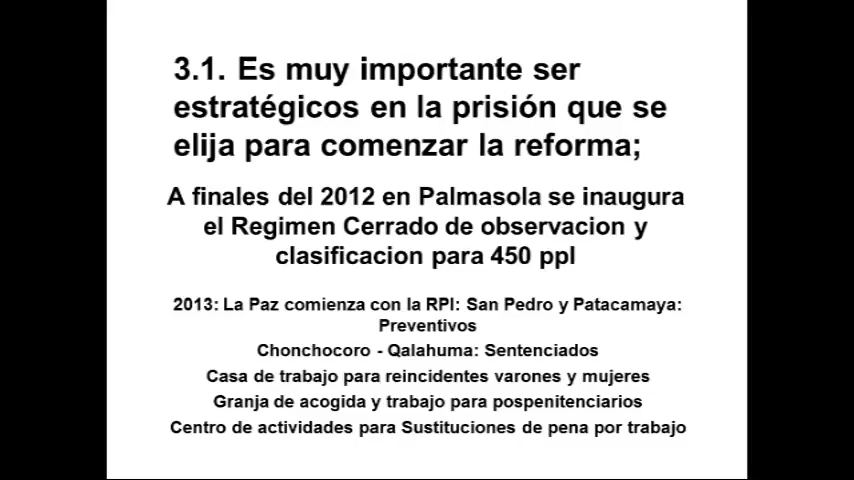 3.1. Es muy importante ser
estratégicos en la prisión que se
elija para comenzar la reforma;
A finales del 2012 en Palmasola se inaugura
el Regimen Cerrado de observacion y
clasificacion para 450 ppl
2013: La Paz comienza con la RPI: San Pedro y Patacamaya:
Preventivos
Chonchocoro - Qalahuma: Sentenciados
Casa de trabajo para reincidentes varones y mujeres
Granja de acogida y trabajo para pospenitenciarios
Centro de actividades para Sustituciones de pena por trabajo